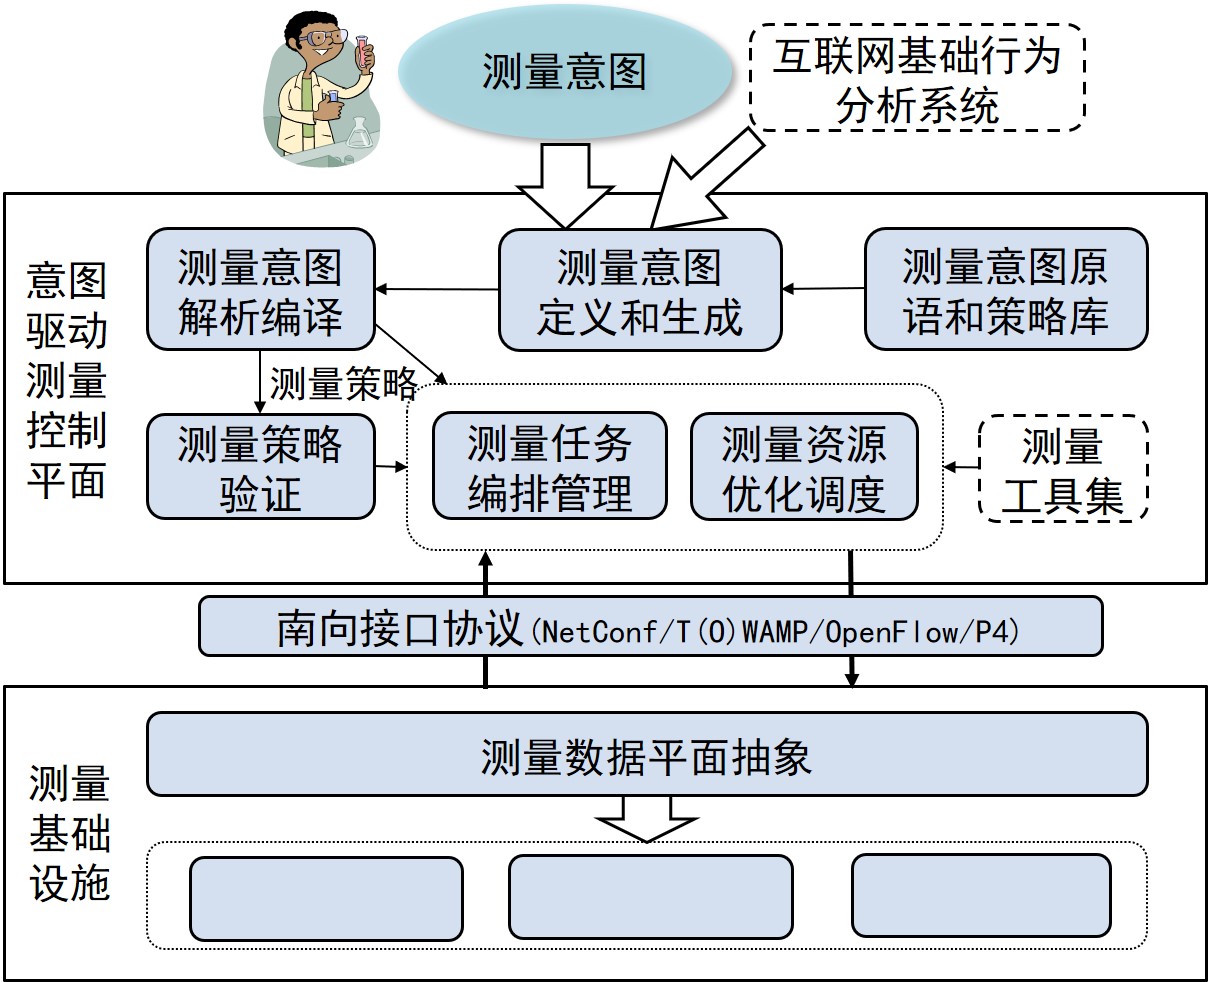 测量意图
互联网基础行为
分析系统
意图
驱动
测量
控制
平面
测量意图
解析编译
测量意图
定义和生成
测量意图原
语和策略库
测量策略
测量策略
验证
测量任务
编排管理
测量资源
优化调度
测量
工具集
南向接口协议(NetConf/T(O)WAMP/OpenFlow/P4)
测量
基础
设施
测量数据平面抽象